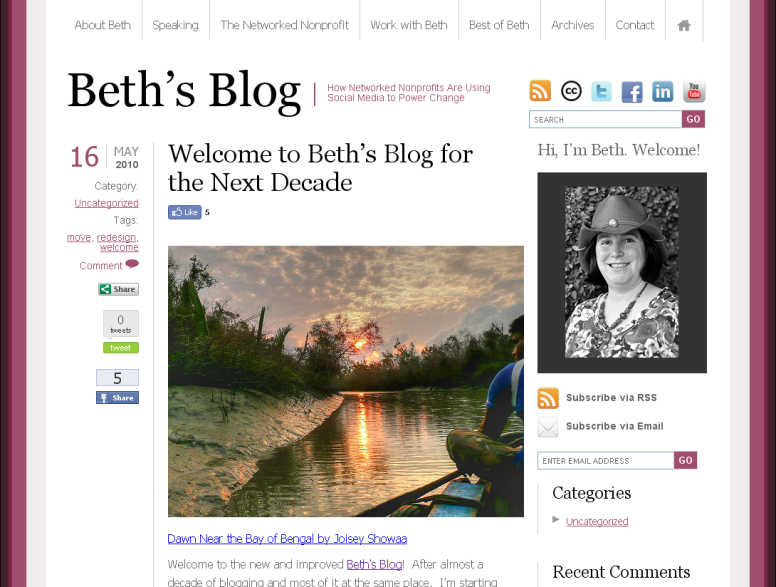 About Beth
Speaking
The Networked Nonprofit
Work with Beth
Best of Beth
Archives
Contact
Beth's Blog
How Networked Nonprofits Are Using
Social Media to Power Change
cc
t
f
in
You
Tube
SEARCH
GO
16
MAY
2010
Category:
Uncategorized
Tags:
move, redesign,
welcome
Comment
Share
0
tweets
tweet
5
f Share
Welcome to Beth's Blog for
the Next Decade
Like 5
Dawn Near the Bay of Bengal by Joisey Showaa
Welcome to the new and improved Beth's Blog! After almost a
decade of blogging and most of it at the same place, I'm starting
Hi, I'm Beth. Welcome!
Subscribe via RSS
Subscribe via Email
ENTER EMAIL ADDRESS
GO
Categories
Uncategorized
Recent Comments